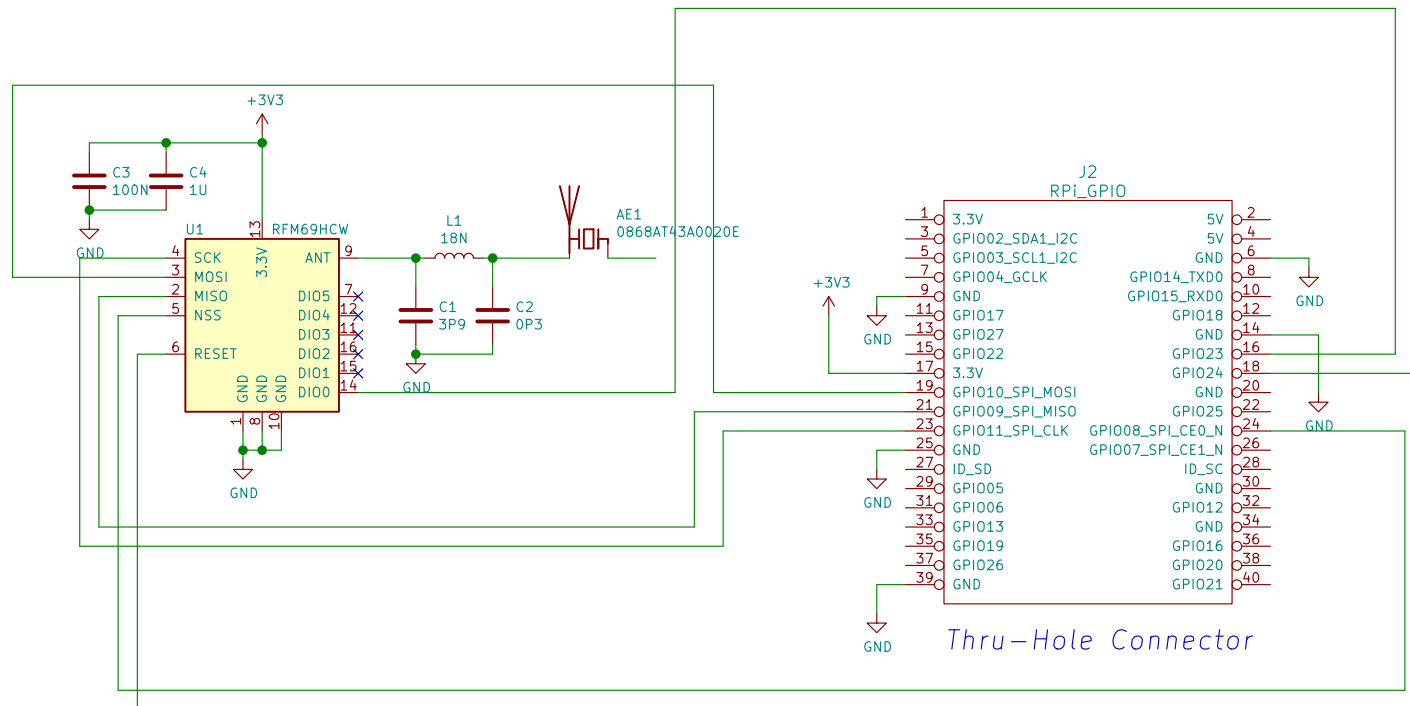 +3V3
C3
100N
C4
1U
GND
U1
RFM69HCW
13
3.3V
4 SCK
3 MOSI
2 MISO
5 NSS
6 RESET
ANT 9
DIO5 7
DIO4 12
DIO3 11
DIO2 16
DIO1 15
DIO0 14
GND GND GND
1 8 10
GND
L1
18N
C1
3P9
C2
0P3
GND
AE1
0868AT43A0020E
J2
RPi_GPIO
1 3.3V 5V 2
3 GPIO02_SDA1_I2C 5V 4
5 GPIO03_SCL1_I2C GND 6
7 GPIO04_GCLK GPIO14_TXD0 8
9 GND GPIO15_RXD0 10
11 GPIO17 GPIO18 12
13 GPIO27 GND 14
15 GPIO22 GPIO23 16
17 3.3V GPIO24 18
19 GPIO10_SPI_MOSI GND 20
21 GPIO09_SPI_MISO GPIO25 22
23 GPIO11_SPI_CLK GPIO08_SPI_CE0_N 24
25 GND GPIO07_SPI_CE1_N 26
27 ID_SD ID_SC 28
29 GPIO05 GND 30
31 GPIO06 GPIO12 32
33 GPIO13 GND 34
35 GPIO19 GPIO16 36
37 GPIO26 GPIO20 38
39 GND GPIO21 40
+3V3
GND
GND
GND
GND
GND
Thru-Hole Connector